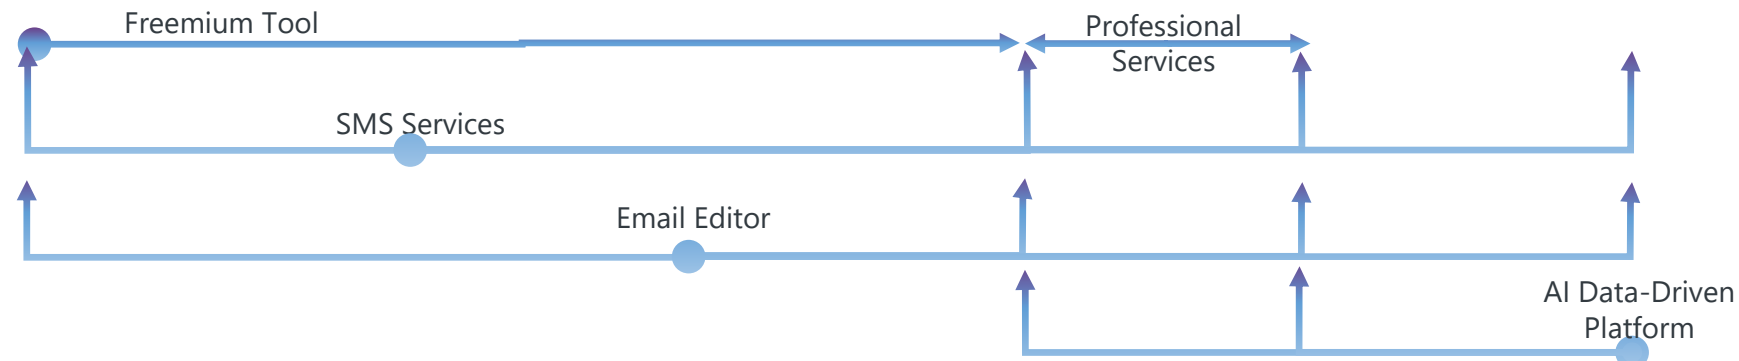 Freemium Tool
Professional
Services
SMS Services
Email Editor
AI Data-Driven
Platform